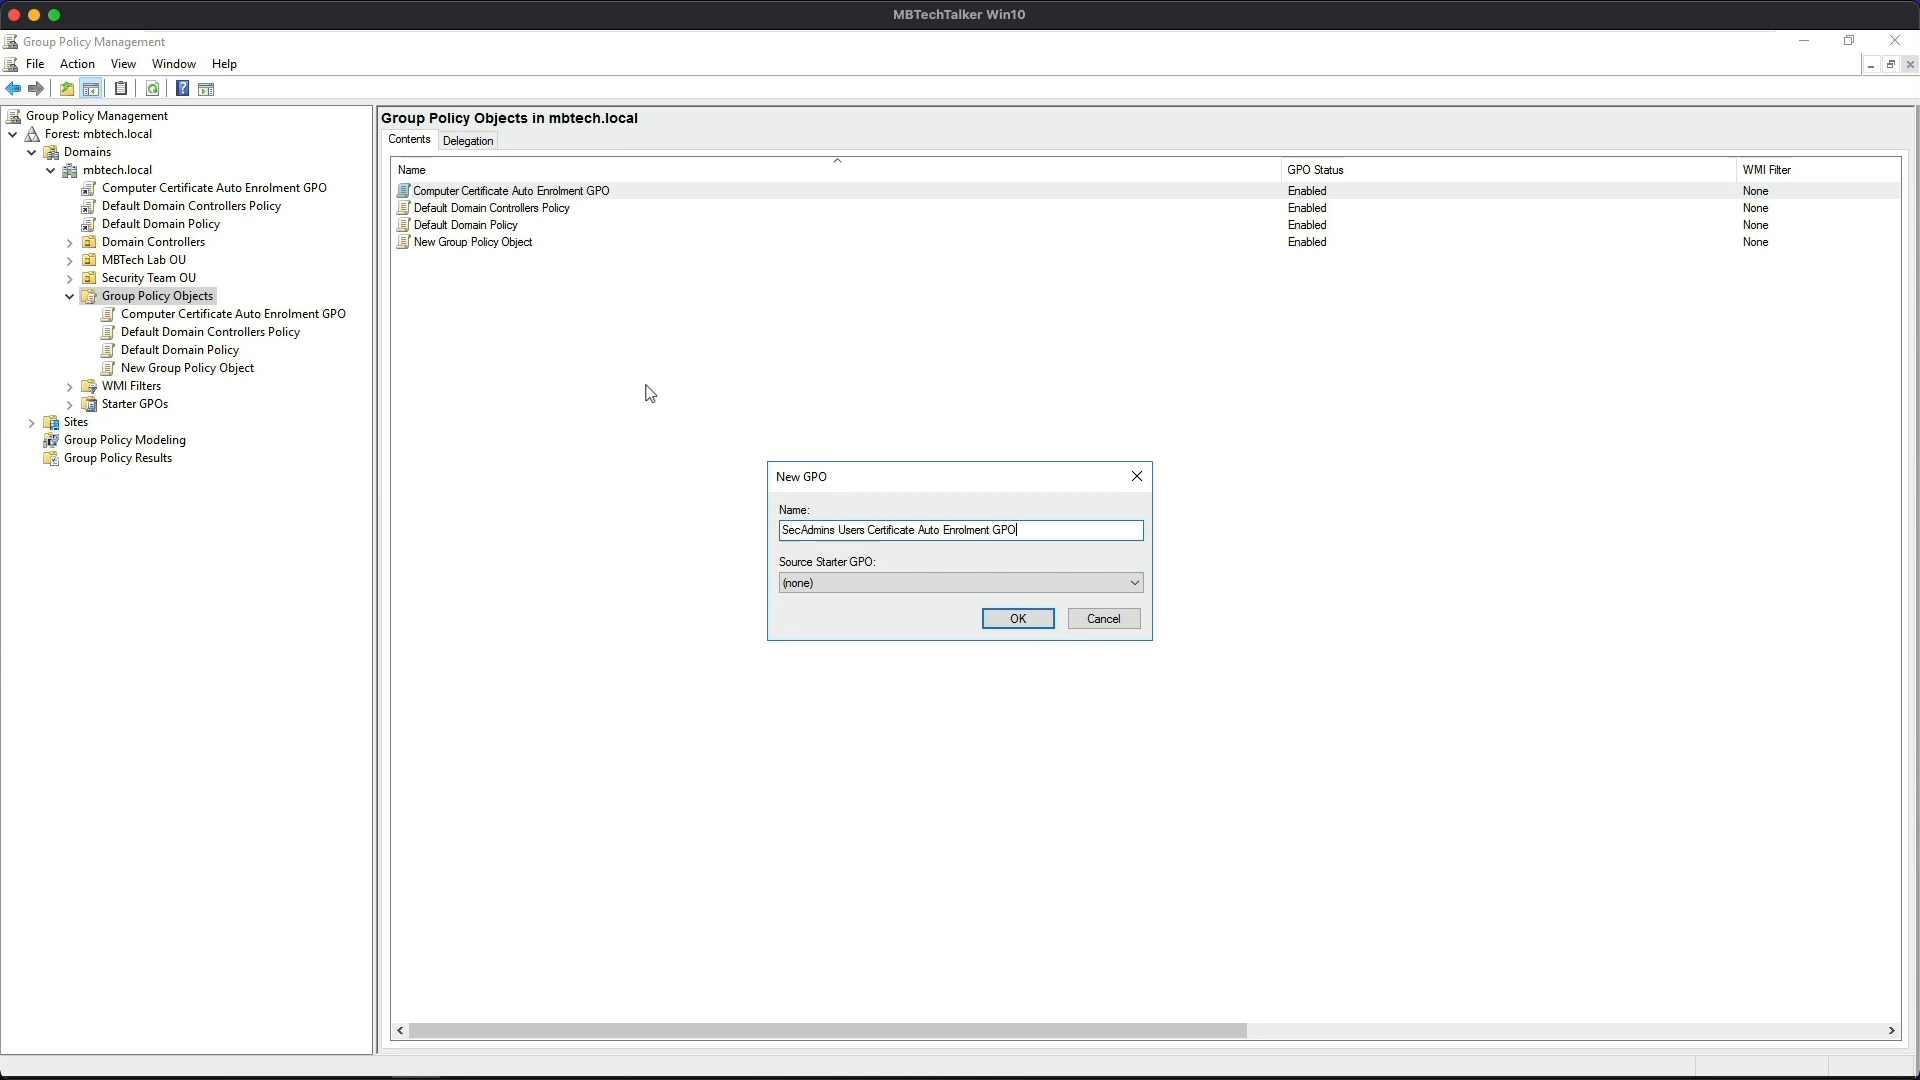 MBTechTalker Win10
Group Policy Management
File Action View Window Help
Group Policy Management
Forest: mbtech.local
Domains
mbtech.local
Computer Certificate Auto Enrolment GPO
Default Domain Controllers Policy
Default Domain Policy
Domain Controllers
MBTech Lab OU
Security Team OU
Group Policy Objects
Computer Certificate Auto Enrolment GPO
Default Domain Controllers Policy
Default Domain Policy
New Group Policy Object
WMI Filters
Starter GPOs
Sites
Group Policy Modeling
Group Policy Results
Group Policy Objects in mbtech.local
Contents Delegation
Name GPO Status WMI Filter
Computer Certificate Auto Enrolment GPO Enabled None
Default Domain Controllers Policy Enabled None
Default Domain Policy Enabled None
New Group Policy Object Enabled None
New GPO
Name:
SecAdmins Users Certificate Auto Enrolment GPO
Source Starter GPO:
(none)
OK Cancel